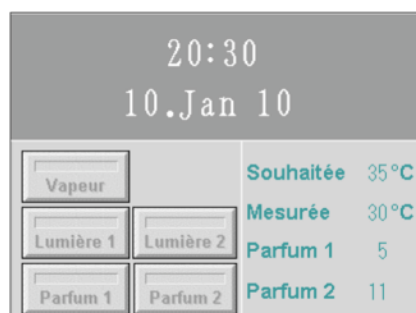 20:30
10.Jan 10
Vapeur
Lumière 1 Lumière 2
Parfum 1 Parfum 2
Souhaitée 35°C
Mesurée 30°C
Parfum 1 5
Parfum 2 11